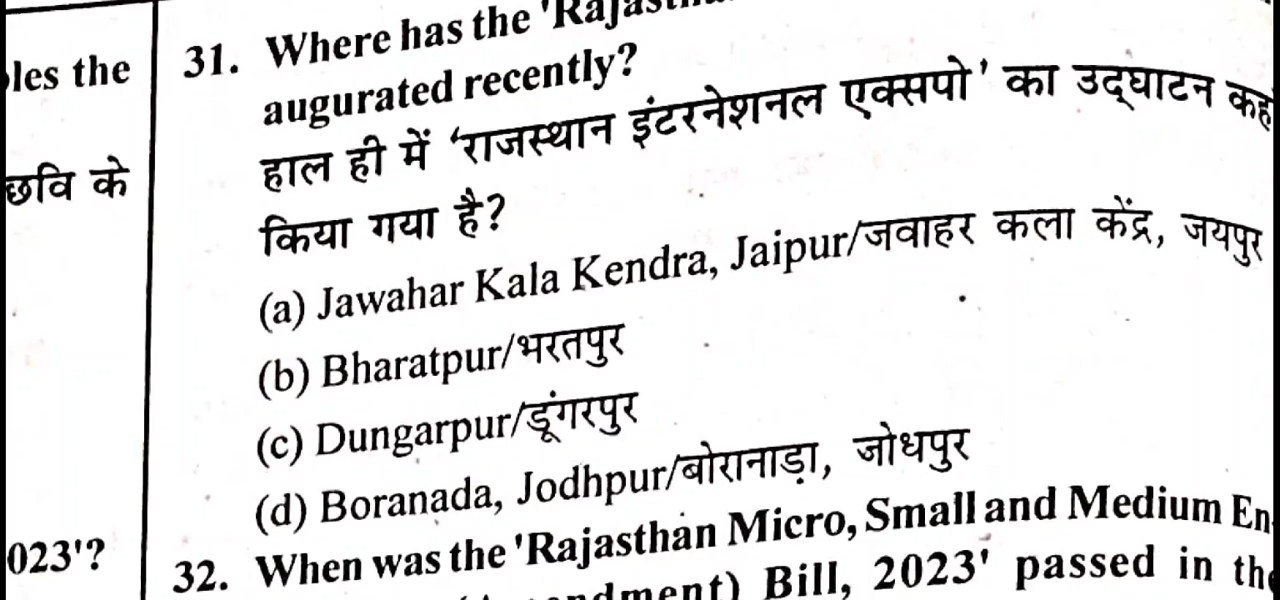 les the
छवि के
023'?
31. Where has the
augurated recently?
हाल ही में 'राजस्थान इंटरनेशनल एक्सपो' का उद्घाटन
किया गया है?
(a) Jawahar Kala Kendra, Jaipur/जवाहर कला केंद्र, जयपुर
(b) Bharatpur/भरतपुर
(c) Dungarpur/डूंगरपुर
(d) Boranada, Jodhpur/बोरानाड़ा, जोधपुर
32. When was the 'Rajasthan Micro, Small and Medium En
Bill, 2023' passed in the